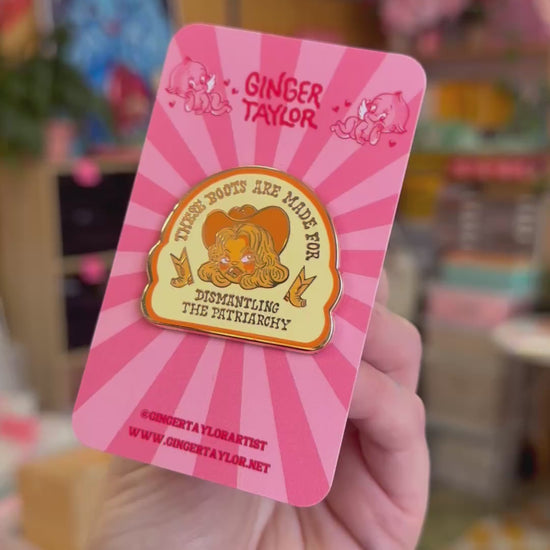 GINGER
TAYLOR
THESE BOOTS ARE MADE FOR
DISMANTLING
THE PATRIARCHY
@GINGERTAYLORARTIST
WWW.GINGERTAYLOR.NET